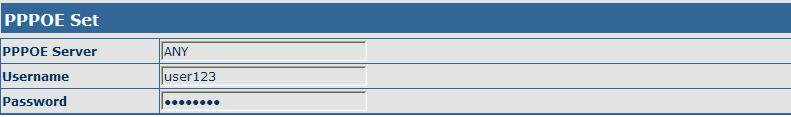 PPPOE Set
PPPOE Server ANY
Username user123
Password ••••••••